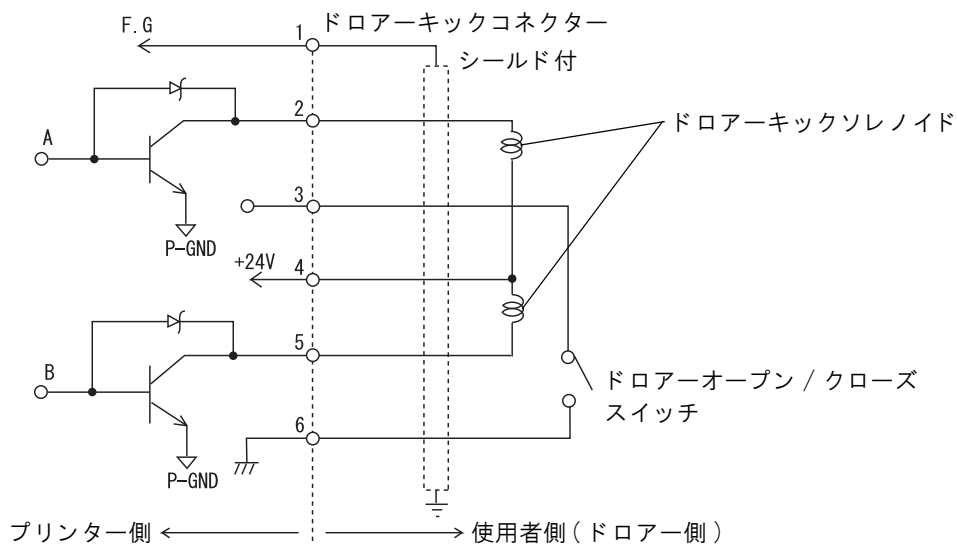 F.G
1
ドロアーキックコネクター
シールド付
2
A
ドロアーキックソレノイド
3
P-GND
+24V
4
5
B
ドロアーオープン / クローズ
スイッチ
6
P-GND
プリンター側
使用者側 ( ドロアー側 )